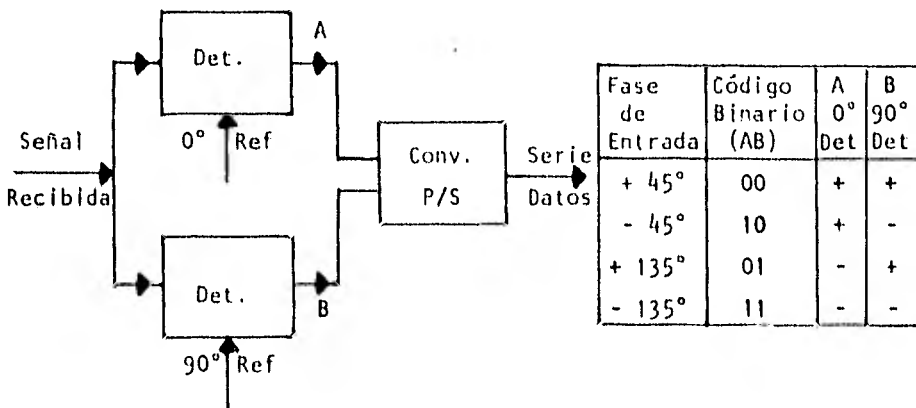 Det.
A
0° Ref
Señal
Recibida
Conv.
P/S
Serie
Datos
Det.
B
90° Ref
Fase de Entrada | Código Binario (AB) | A 0° Det | B 90° Det
+ 45° 00 + +
- 45° 10 + -
+ 135° 01 - +
- 135° 11 - -